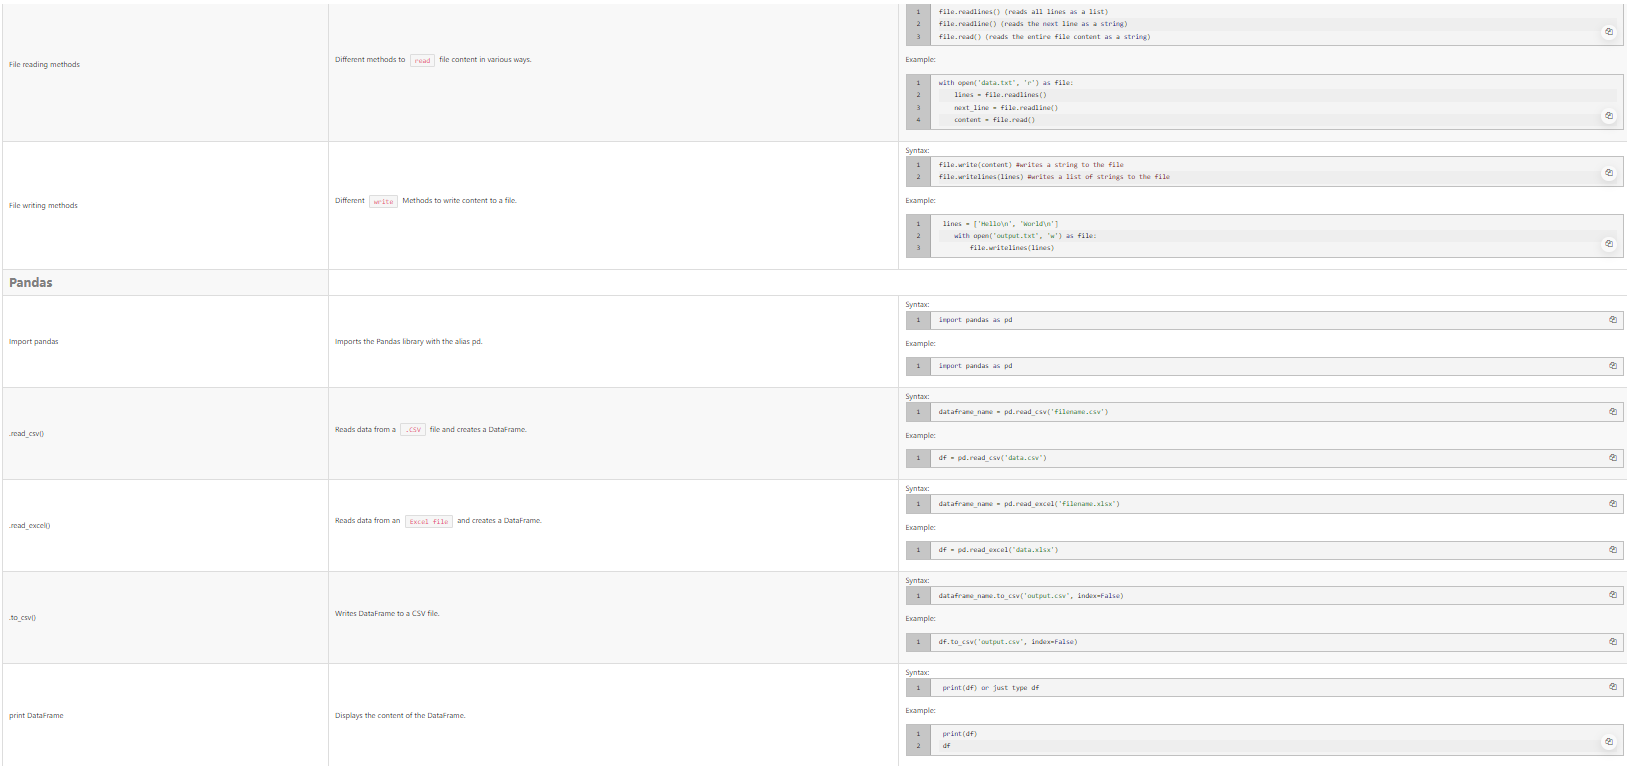 1 file.readlines() (reads all lines as a list)
2 file.readline() (reads the next line as a string)
3 file.read() (reads the entire file content as a string)
File reading methods
Different methods to read file content in various ways.
Example:
1 with open('data.txt', 'r') as file:
2 lines = file.readlines()
3 next_line = file.readline()
4 content = file.read()
Syntax:
1 file.write(content) #writes a string to the file
2 file.writelines(lines) #writes a list of strings to the file
File writing methods
Different write Methods to write content to a file.
Example:
1 lines = ['Hello\n', 'World\n']
2 with open('output.txt', 'w') as file:
3 file.writelines(lines)
Pandas
Syntax:
1 import pandas as pd
Import pandas
Imports the Pandas library with the alias pd.
Example:
1 import pandas as pd
Syntax:
1 dataframe_name = pd.read_csv('filename.csv')
.read_csv()
Reads data from a .CSV file and creates a DataFrame.
Example:
1 df = pd.read_csv('data.csv')
Syntax:
1 dataframe_name = pd.read_excel('filename.xlsx')
.read_excel()
Reads data from an Excel file and creates a DataFrame.
Example:
1 df = pd.read_excel('data.xlsx')
Syntax:
1 dataframe_name.to_csv('output.csv', index=False)
.to_csv()
Writes DataFrame to a CSV file.
Example:
1 df.to_csv('output.csv', index=False)
Syntax:
1 print(df) or just type df
print DataFrame
Displays the content of the DataFrame.
Example:
1 print(df)
2 df